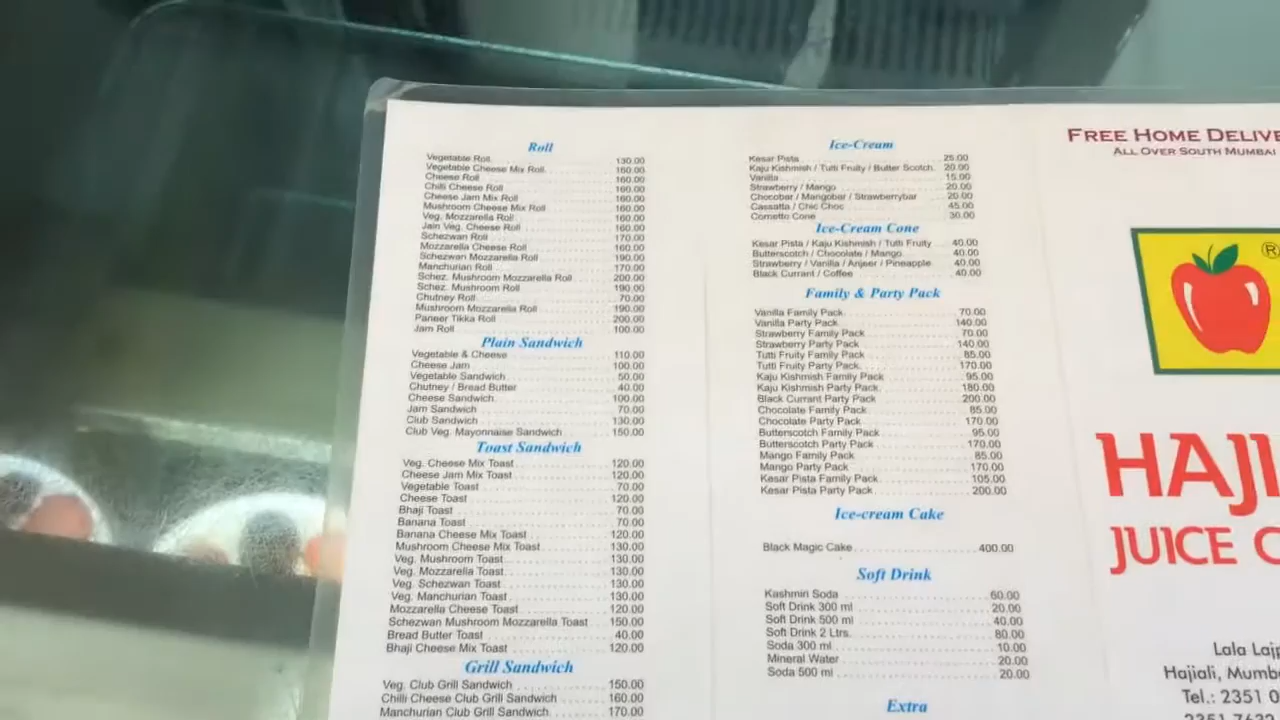 Roll
Vegetable Roll 130.00
Vegetable Cheese Mix Roll 160.00
Cheese Roll 160.00
Chilli Cheese Roll 160.00
Cheese Jam Mix Roll 160.00
Mushroom Cheese Mix Roll 160.00
Veg. Mozzarella Roll 160.00
Jain Veg. Cheese Roll 160.00
Schezwan Roll 170.00
Mozzarella Cheese Roll 160.00
Schezwan Mozzarella Roll 190.00
Manchurian Roll 170.00
Schez. Mushroom Mozzarella Roll 200.00
Schez. Mushroom Roll 190.00
Chutney Roll 70.00
Mushroom Mozzarella Roll 190.00
Paneer Tikka Roll 200.00
Jam Roll 100.00
Plain Sandwich
Vegetable & Cheese 110.00
Cheese Jam 100.00
Vegetable Sandwich 50.00
Chutney / Bread Butter 40.00
Cheese Sandwich 100.00
Jam Sandwich 70.00
Club Sandwich 130.00
Club Veg. Mayonnaise Sandwich 150.00
Toast Sandwich
Veg. Cheese Mix Toast 120.00
Cheese Jam Mix Toast 120.00
Vegetable Toast 70.00
Cheese Toast 120.00
Bhaji Toast 70.00
Banana Toast 70.00
Banana Cheese Mix Toast 120.00
Mushroom Cheese Mix Toast 130.00
Veg. Mushroom Toast 130.00
Veg. Mozzarella Toast 130.00
Veg. Schezwan Toast 130.00
Veg. Manchurian Toast 130.00
Mozzarella Cheese Toast 120.00
Schezwan Mushroom Mozzarella Toast 150.00
Bread Butter Toast 40.00
Bhaji Cheese Mix Toast 120.00
Grill Sandwich
Veg. Club Grill Sandwich 150.00
Chilli Cheese Club Grill Sandwich 160.00
Manchurian Club Grill Sandwich 170.00
Ice-Cream
Kesar Pista 25.00
Kaju Kishmish / Tutti Fruity / Butter Scotch 20.00
Vanilla 15.00
Strawberry / Mango 20.00
Chocobar / Mangobar / Strawberrybar 20.00
Cassatta / Chic Choc 45.00
Cornetto Cone 30.00
Ice-Cream Cone
Kesar Pista / Kaju Kishmish / Tutti Fruity 40.00
Butterscotch / Chocolate / Mango 40.00
Strawberry / Vanilla / Anjeer / Pineapple 40.00
Black Currant / Coffee 40.00
Family & Party Pack
Vanilla Family Pack 70.00
Vanilla Party Pack 140.00
Strawberry Family Pack 70.00
Strawberry Party Pack 140.00
Tutti Fruity Family Pack 85.00
Tutti Fruity Party Pack 170.00
Kaju Kishmish Family Pack 95.00
Kaju Kishmish Party Pack 180.00
Black Currant Party Pack 200.00
Chocolate Family Pack 85.00
Chocolate Party Pack 170.00
Butterscotch Family Pack 95.00
Butterscotch Party Pack 170.00
Mango Family Pack 85.00
Mango Party Pack 170.00
Kesar Pista Family Pack 105.00
Kesar Pista Party Pack 200.00
Ice-cream Cake
Black Magic Cake 400.00
Soft Drink
Kashmiri Soda 60.00
Soft Drink 300 ml 20.00
Soft Drink 500 ml 40.00
Soft Drink 2 Ltrs. 80.00
Soda 300 ml 10.00
Mineral Water 20.00
Soda 500 ml 20.00
Extra
FREE HOME DELIVE
ALL OVER SOUTH MUMBAI
®
HAJI
JUICE C
Lala Lajp
Hajiali, Mumba
Tel.: 2351 0
2351 7632